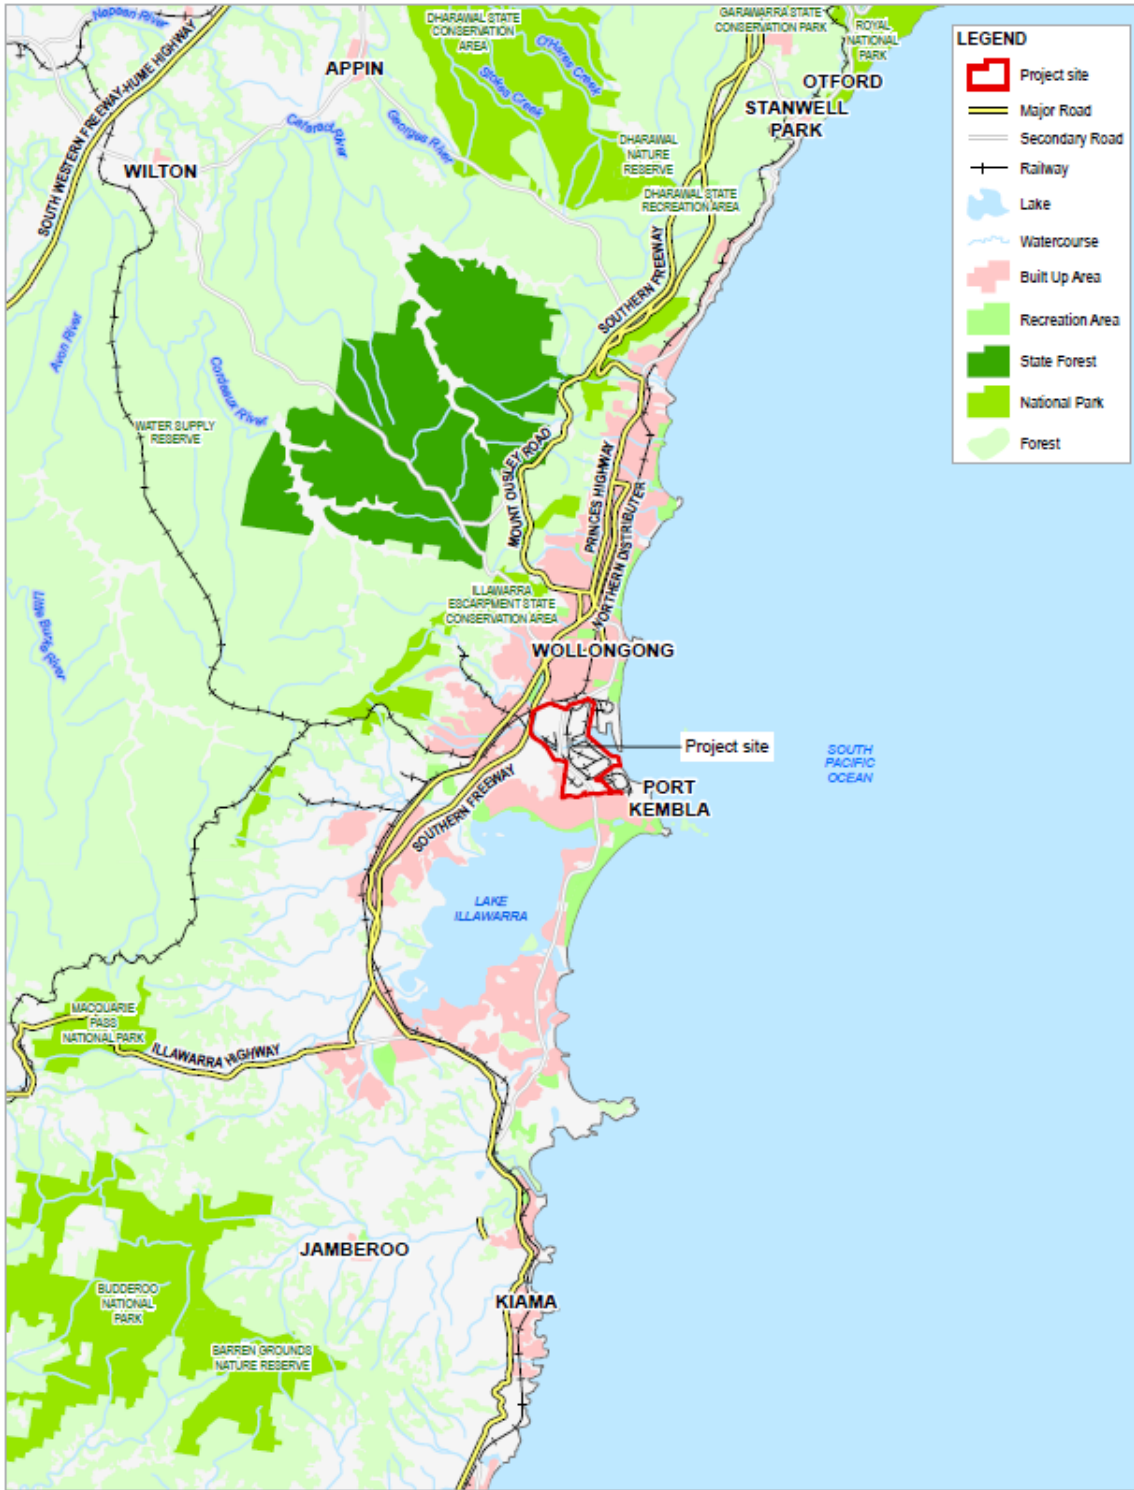 Nepean River
SOUTH WESTERN FREEWAY-HUME HIGHWAY
DHARAWAL STATE
CONSERVATION
AREA
GARAWARRA STATE
CONSERVATION PARK
ROYAL
NATIONAL
PARK
O'Hares Creek
Stokes Creek
APPIN
OTFORD
STANWELL
PARK
Cataract River
Georges River
DHARAWAL
NATURE
RESERVE
WILTON
DHARAWAL STATE
RECREATION AREA
SOUTHERN FREEWAY
Avon River
Cordeaux River
WATER SUPPLY
RESERVE
MOUNT OUSLEY ROAD
PRINCES HIGHWAY
NORTHERN DISTRIBUTER
Little Burke River
ILLAWARRA
ESCARPMENT STATE
CONSERVATION AREA
WOLLONGONG
Project site
SOUTH
PACIFIC
OCEAN
PORT
KEMBLA
SOUTHERN FREEWAY
LAKE
ILLAWARRA
MACQUARIE
PASS
NATIONAL PARK
ILLAWARRA HIGHWAY
JAMBEROO
BUDDEROO
NATIONAL
PARK
KIAMA
BARREN GROUNDS
NATURE RESERVE
LEGEND
Project site
Major Road
Secondary Road
Railway
Lake
Watercourse
Built Up Area
Recreation Area
State Forest
National Park
Forest